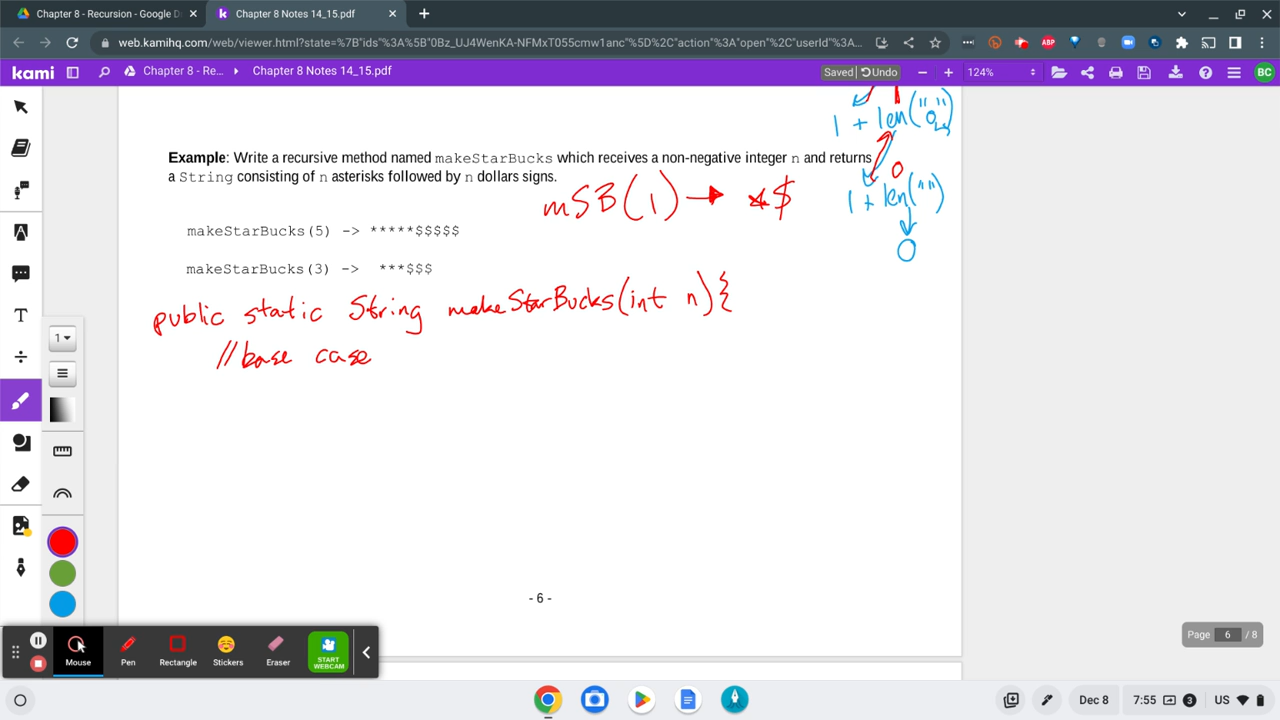 Chapter 8 - Recursion - Google D
Chapter 8 Notes 14_15.pdf
web.kamihq.com/web/viewer.html?state=%7B"ids"%3A%5B"0Bz_UJ4WenKA-NFMxT055cmw1anc"%5D%2C"action"%3A"open"%2C"userId"%3A...
ABP
kami
Chapter 8 - Re...
Chapter 8 Notes 14_15.pdf
Saved Undo
124%
BC
1 + len("0")
Example: Write a recursive method named makeStarBucks which receives a non-negative integer n and returns
a String consisting of n asterisks followed by n dollars signs.
0
mSB(1) → *$
1 + len("")
0
makeStarBucks(5) -> *****$$$$$
makeStarBucks(3) -> ***$$$
public static String makeStarBucks(int n){
//base case
T
1
- 6 -
Page 6 / 8
Mouse
Pen
Rectangle
Stickers
Eraser
START WEBCAM
Dec 8
7:55
3
US